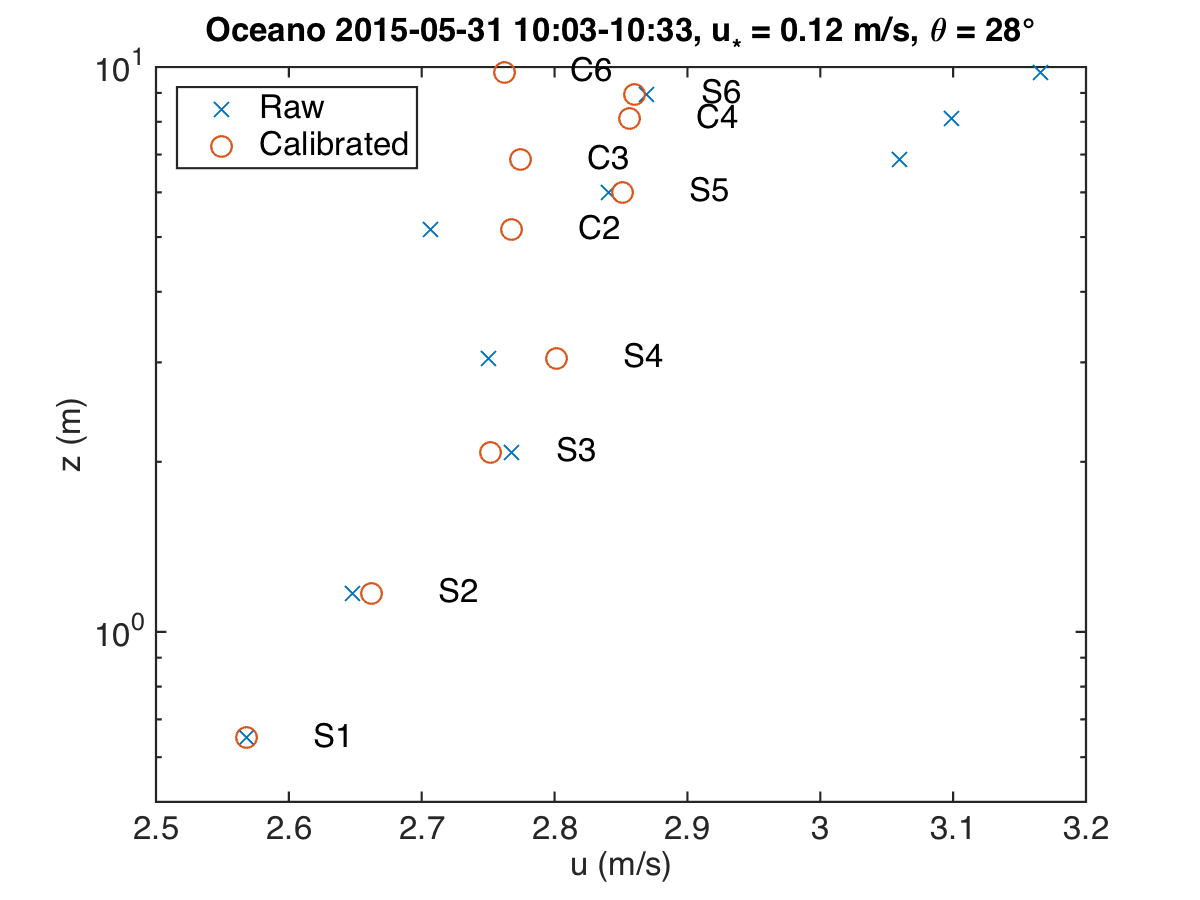 Oceano 2015-05-31 10:03-10:33, u* = 0.12 m/s, θ = 28°
10^1
Raw
Calibrated
C6
S6
C4
C3
S5
C2
S4
S3
S2
S1
z (m)
10^0
2.5 2.6 2.7 2.8 2.9 3 3.1 3.2
u (m/s)